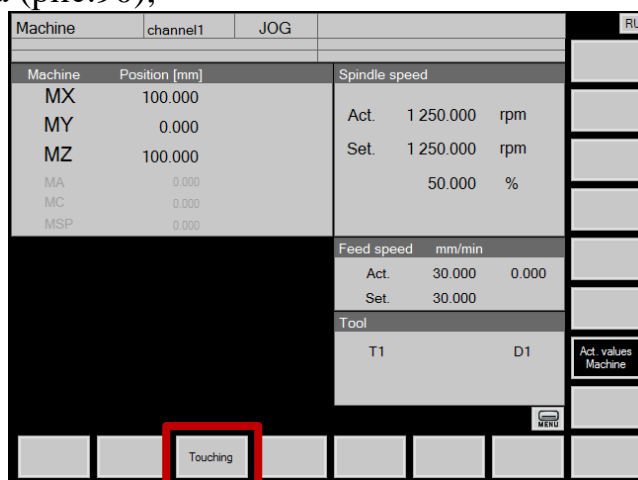 (рис.96),
Machine channel1 JOG RU
Machine Position [mm] Spindle speed
MX 100.000
MY 0.000
MZ 100.000
MA 0.000
MC 0.000
MSP 0.000
Act. 1 250.000 rpm
Set. 1 250.000 rpm
50.000 %
Feed speed mm/min
Act. 30.000 0.000
Set. 30.000
Tool
T1 D1
Act. values
Machine
MENU
Touching